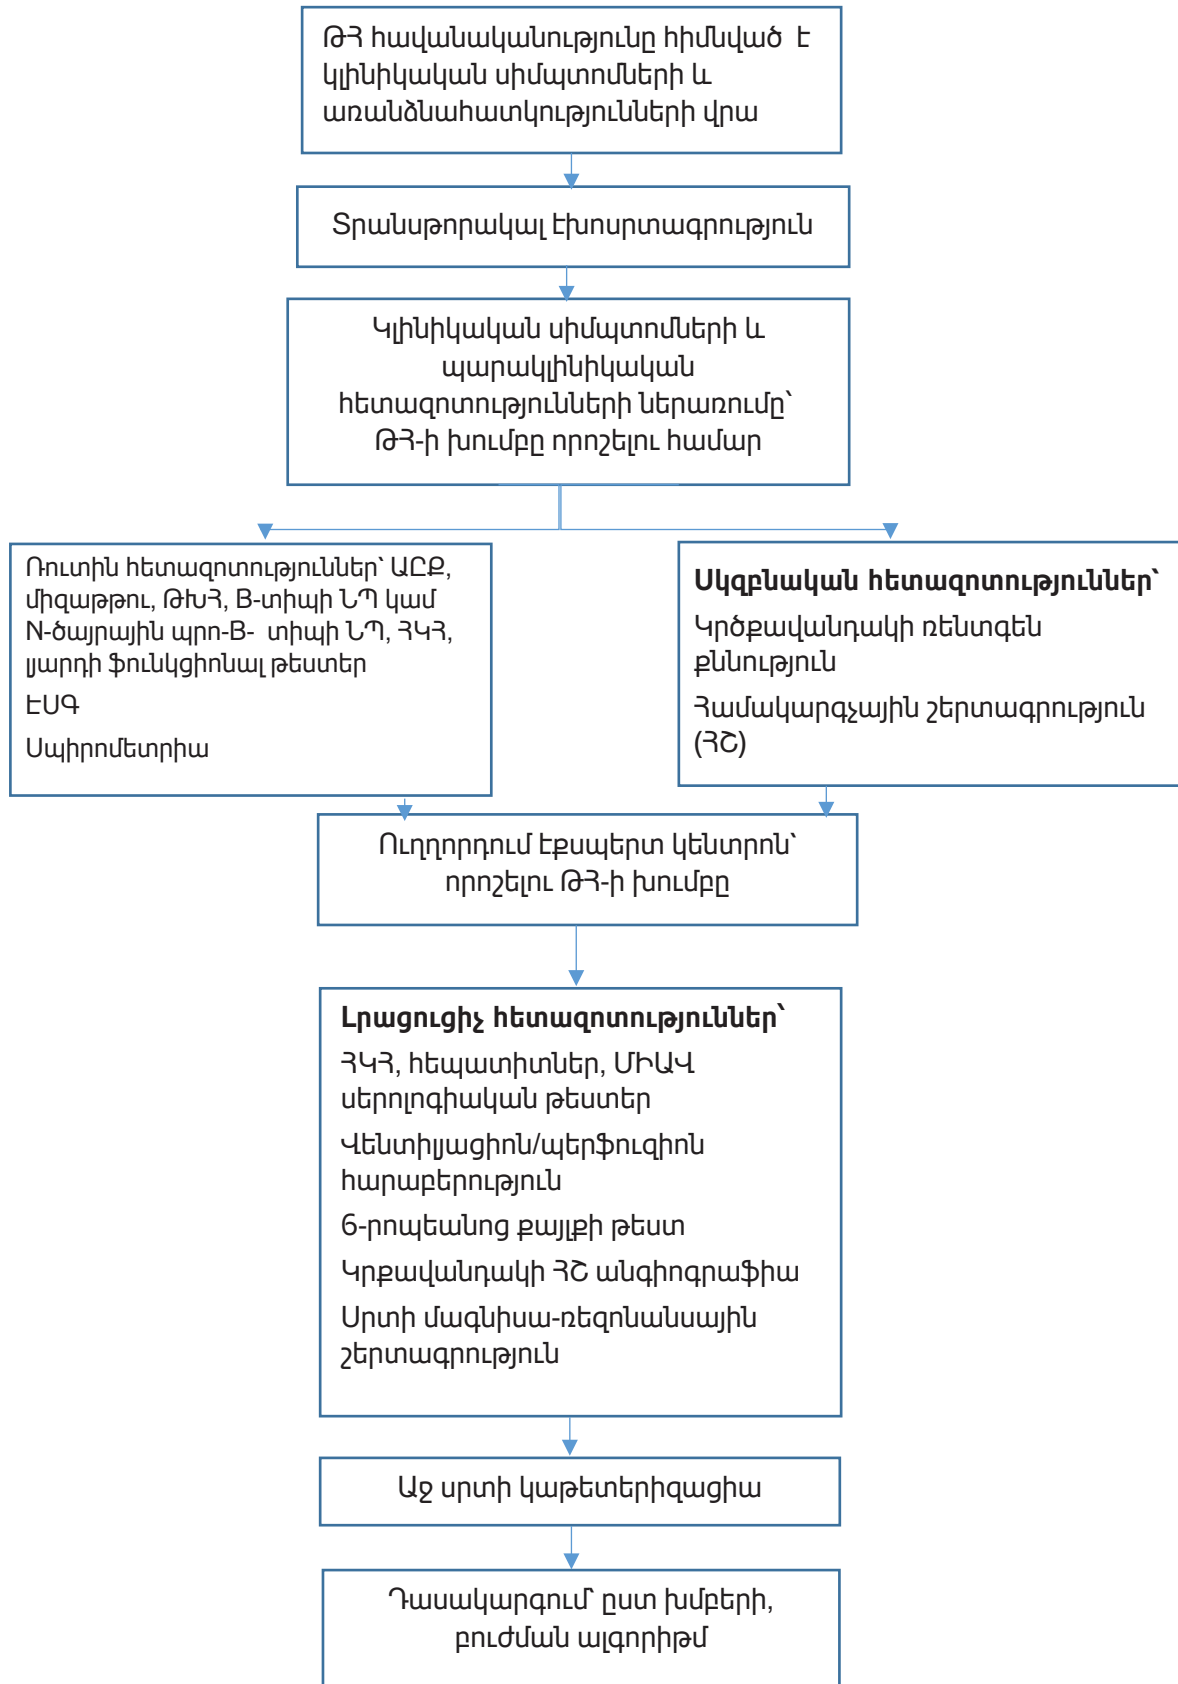 ԹՀ հավանականությունը հիմնված է
կլինիկական սիմպտոմների և
առանձնահատկությունների վրա
Տրանսթորակալ էխոսրտագրություն
Կլինիկական սիմպտոմների և
պարակլինիկական
հետազոտությունների ներառումը՝
ԹՀ-ի խումբը որոշելու համար
Ռուտին հետազոտություններ՝ ԱԸՔ,
միզաթթու, ԹԽՀ, B-տիպի ՆՊ կամ
N-ծայրային պրո-B- տիպի ՆՊ, ՀԿՀ,
լյարդի ֆունկցիոնալ թեստեր
ԷՍԳ
Սպիրոմետրիա
Սկզբնական հետազոտություններ՝
Կրծքավանդակի ռենտգեն
քննություն
Համակարգչային շերտագրություն
(ՀՇ)
Ուղղորդում էքսպերտ կենտրոն՝
որոշելու ԹՀ-ի խումբը
Լրացուցիչ հետազոտություններ՝
ՀԿՀ, հեպատիտներ, ՄԻԱՎ
սերոլոգիական թեստեր
Վենտիլյացիոն/պերֆուզիոն
հարաբերություն
6-րոպեանոց քայլքի թեստ
Կրքավանդակի ՀՇ անգիոգրաֆիա
Սրտի մագնիսա-ռեզոնանսային
շերտագրություն
Աջ սրտի կաթետերիզացիա
Դասակարգում՝ ըստ խմբերի,
բուժման ալգորիթմ